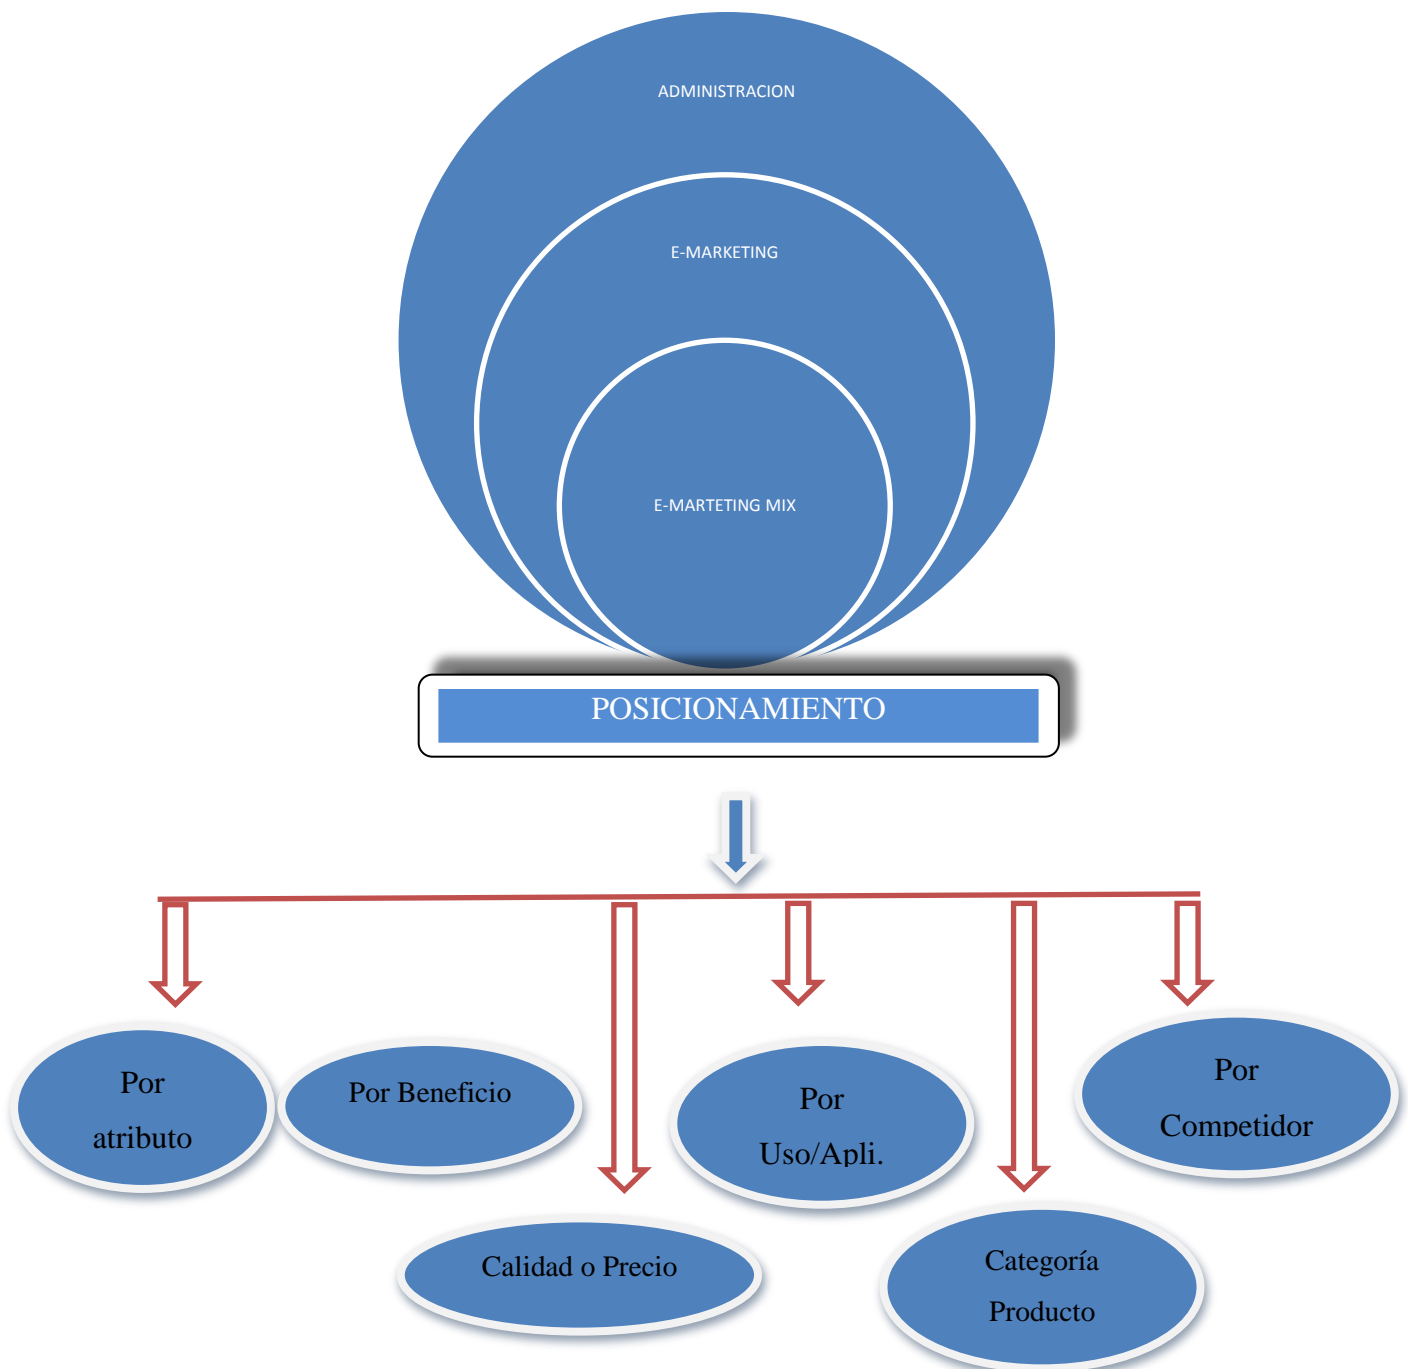 ADMINISTRACION
E-MARKETING
E-MARTETING MIX
POSICIONAMIENTO
Por
atributo
Por Beneficio
Por
Uso/Apli.
Por
Competidor
Calidad o Precio
Categoría
Producto